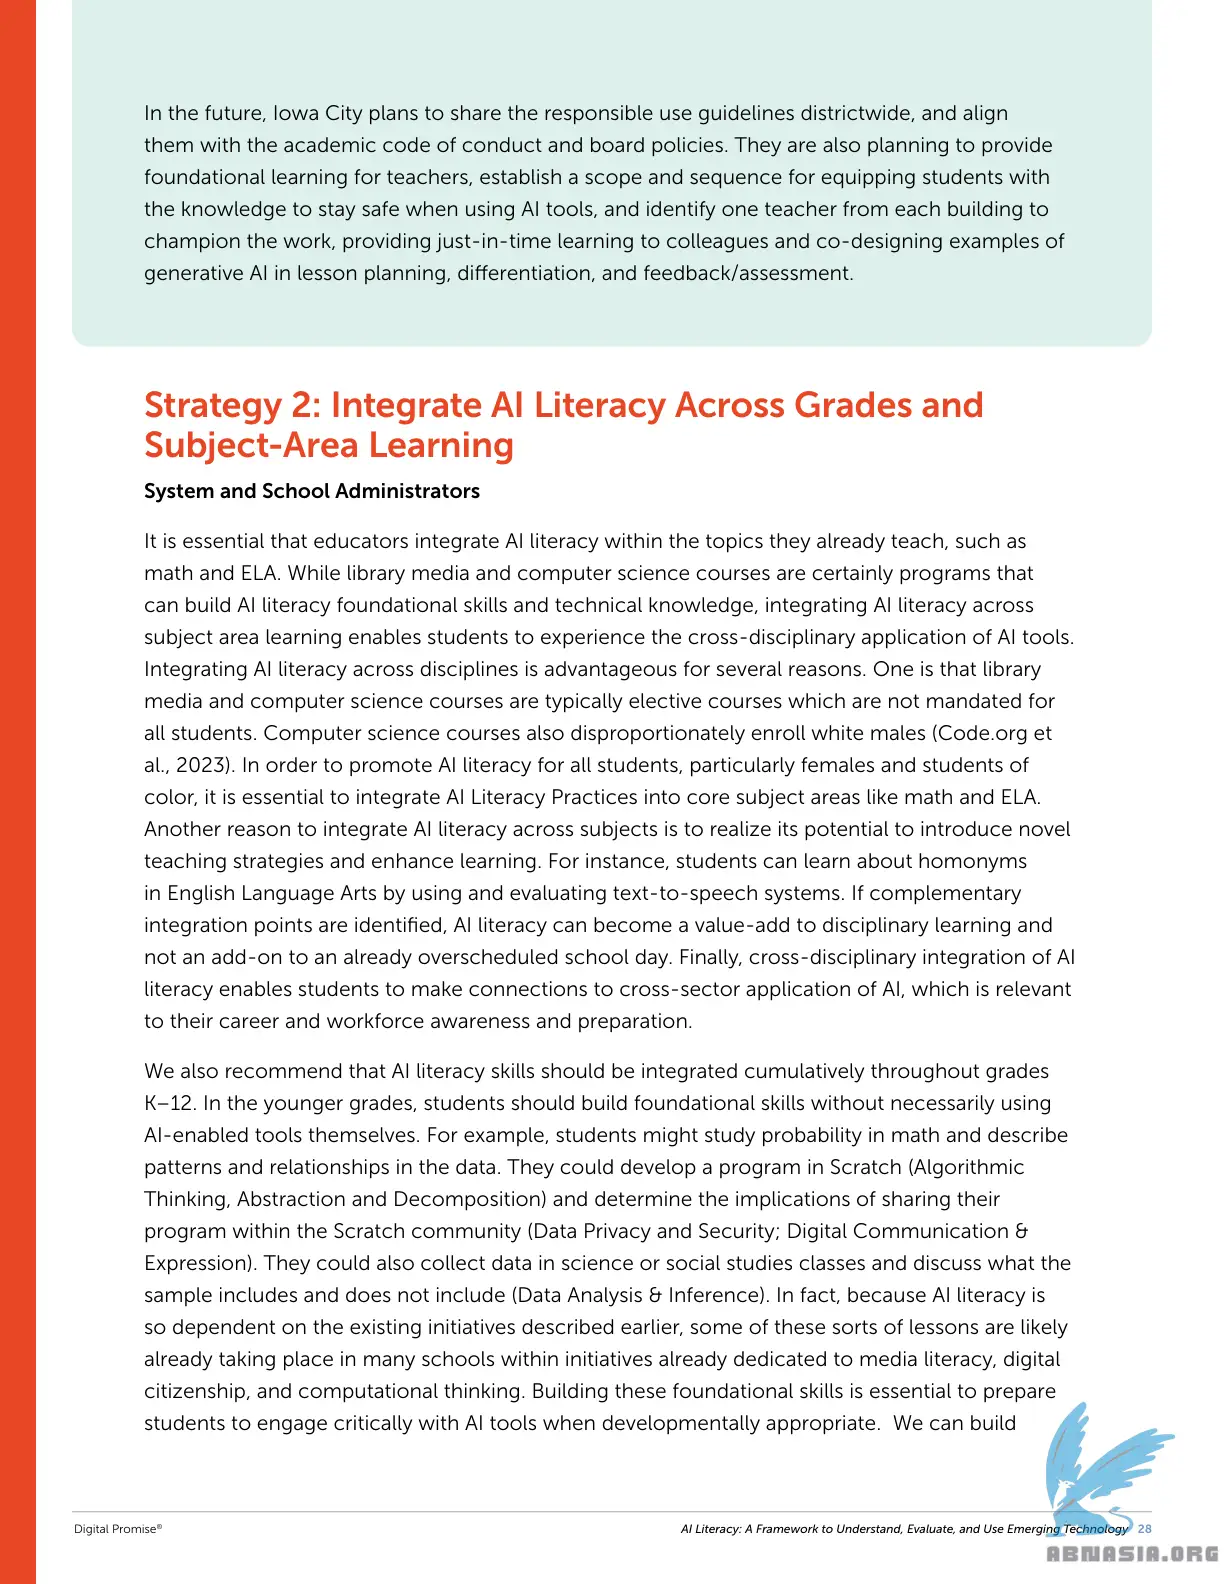 In the future, Iowa City plans to share the responsible use guidelines districtwide, and align
them with the academic code of conduct and board policies. They are also planning to provide
foundational learning for teachers, establish a scope and sequence for equipping students with
the knowledge to stay safe when using AI tools, and identify one teacher from each building to
champion the work, providing just-in-time learning to colleagues and co-designing examples of
generative AI in lesson planning, differentiation, and feedback/assessment.
Strategy 2: Integrate AI Literacy Across Grades and
Subject-Area Learning
System and School Administrators
It is essential that educators integrate AI literacy within the topics they already teach, such as
math and ELA. While library media and computer science courses are certainly programs that
can build AI literacy foundational skills and technical knowledge, integrating AI literacy across
subject area learning enables students to experience the cross-disciplinary application of AI tools.
Integrating AI literacy across disciplines is advantageous for several reasons. One is that library
media and computer science courses are typically elective courses which are not mandated for
all students. Computer science courses also disproportionately enroll white males (Code.org et
al., 2023). In order to promote AI literacy for all students, particularly females and students of
color, it is essential to integrate AI Literacy Practices into core subject areas like math and ELA.
Another reason to integrate AI literacy across subjects is to realize its potential to introduce novel
teaching strategies and enhance learning. For instance, students can learn about homonyms
in English Language Arts by using and evaluating text-to-speech systems. If complementary
integration points are identified, AI literacy can become a value-add to disciplinary learning and
not an add-on to an already overscheduled school day. Finally, cross-disciplinary integration of AI
literacy enables students to make connections to cross-sector application of AI, which is relevant
to their career and workforce awareness and preparation.
We also recommend that AI literacy skills should be integrated cumulatively throughout grades
K–12. In the younger grades, students should build foundational skills without necessarily using
AI-enabled tools themselves. For example, students might study probability in math and describe
patterns and relationships in the data. They could develop a program in Scratch (Algorithmic
Thinking, Abstraction and Decomposition) and determine the implications of sharing their
program within the Scratch community (Data Privacy and Security; Digital Communication &
Expression). They could also collect data in science or social studies classes and discuss what the
sample includes and does not include (Data Analysis & Inference). In fact, because AI literacy is
so dependent on the existing initiatives described earlier, some of these sorts of lessons are likely
already taking place in many schools within initiatives already dedicated to media literacy, digital
citizenship, and computational thinking. Building these foundational skills is essential to prepare
students to engage critically with AI tools when developmentally appropriate.  We can build
Digital Promise®
AI Literacy: A Framework to Understand, Evaluate, and Use Emerging Technology 28
ABNASIA.ORG